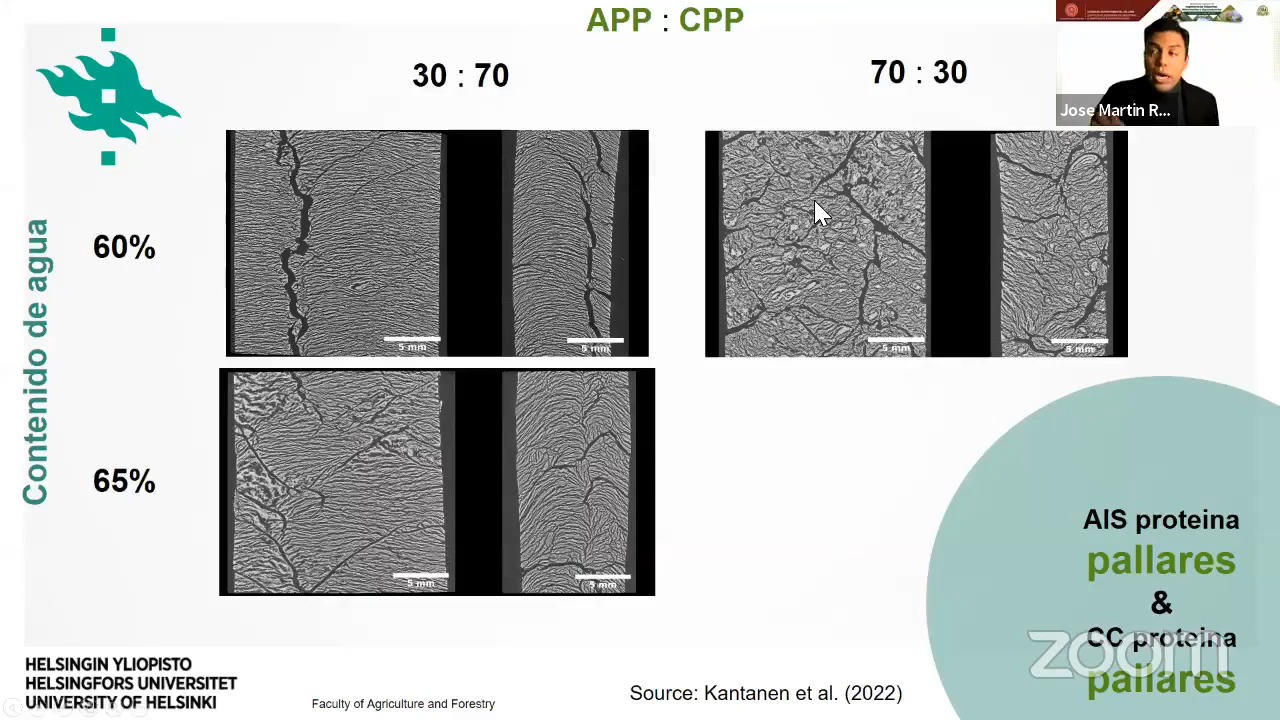 APP : CPP
30 : 70
70 : 30
Jose Martin R...
Contenido de agua
60%
5 mm
5 mm
5 mm
5 mm
65%
5 mm
5 mm
AIS proteina
pallares
&
CC proteina
pallares
zoom
HELSINGIN YLIOPISTO
HELSINGFORS UNIVERSITET
UNIVERSITY OF HELSINKI
Faculty of Agriculture and Forestry
Source: Kantanen et al. (2022)